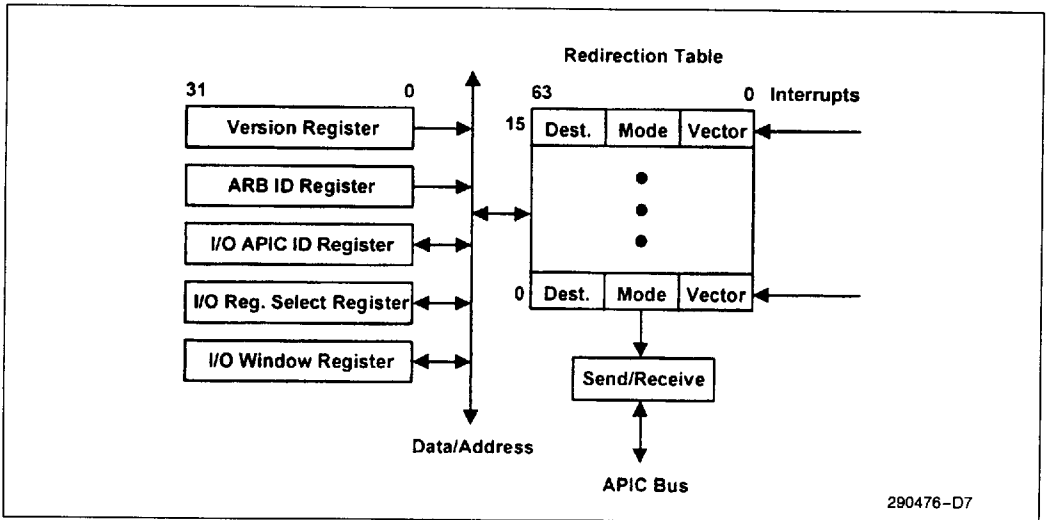 Redirection Table
31 0
63 0 Interrupts
Version Register
15 Dest. Mode Vector
ARB ID Register
I/O APIC ID Register
I/O Reg. Select Register
0 Dest. Mode Vector
I/O Window Register
Send/Receive
Data/Address
APIC Bus
290476-D7